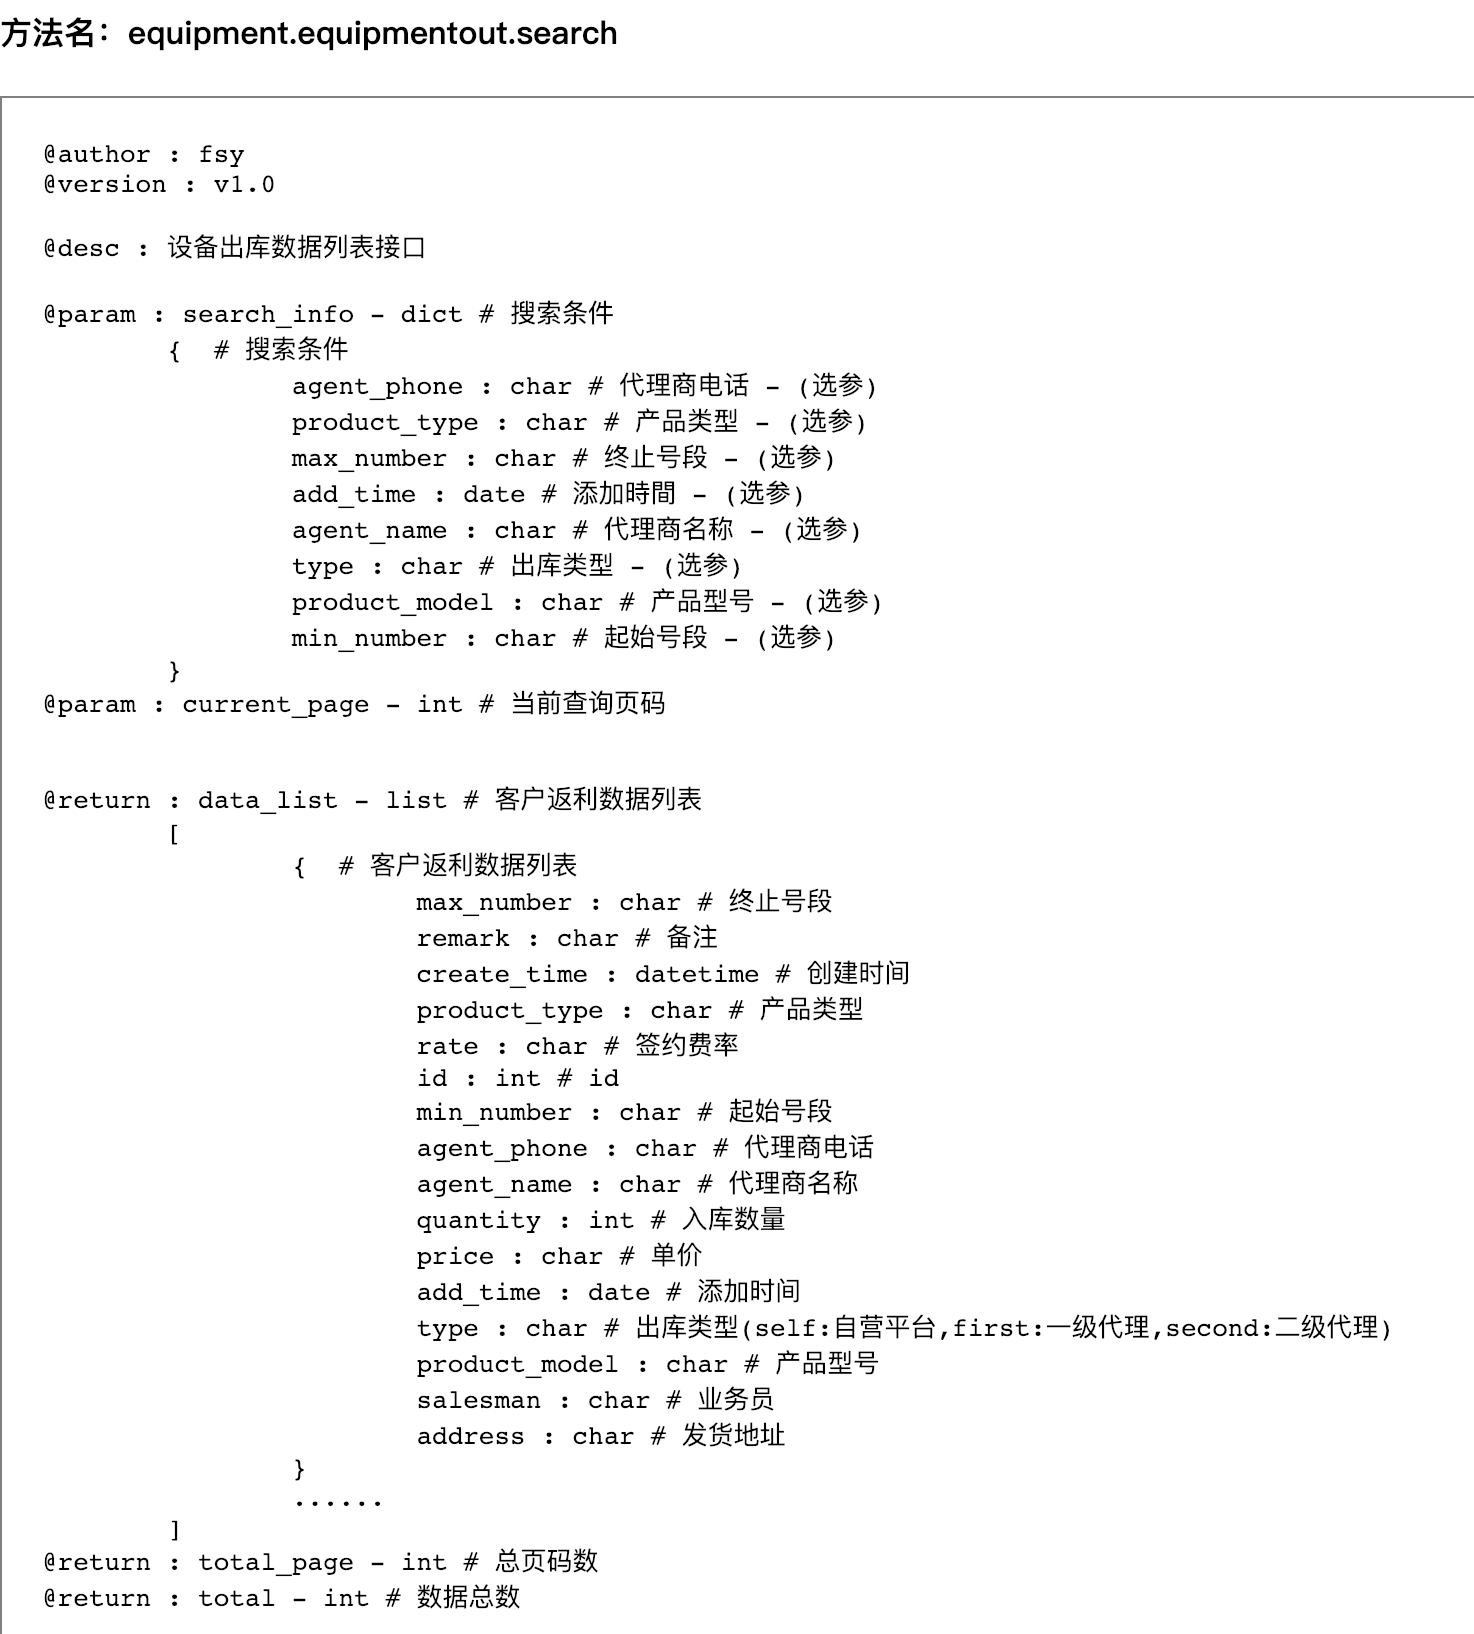 方法名：equipment.equipmentout.search
@author : fsy
@version : v1.0
@desc : 设备出库数据列表接口
@param : search_info - dict # 搜索条件
{  # 搜索条件
agent_phone : char # 代理商电话 - (选参)
product_type : char # 产品类型 - (选参)
max_number : char # 终止号段 - (选参)
add_time : date # 添加時間 - (选参)
agent_name : char # 代理商名称 - (选参)
type : char # 出库类型 - (选参)
product_model : char # 产品型号 - (选参)
min_number : char # 起始号段 - (选参)
}
@param : current_page - int # 当前查询页码
@return : data_list - list # 客户返利数据列表
[
{  # 客户返利数据列表
max_number : char # 终止号段
remark : char # 备注
create_time : datetime # 创建时间
product_type : char # 产品类型
rate : char # 签约费率
id : int # id
min_number : char # 起始号段
agent_phone : char # 代理商电话
agent_name : char # 代理商名称
quantity : int # 入库数量
price : char # 单价
add_time : date # 添加时间
type : char # 出库类型(self:自营平台,first:一级代理,second:二级代理)
product_model : char # 产品型号
salesman : char # 业务员
address : char # 发货地址
}
......
]
@return : total_page - int # 总页码数
@return : total - int # 数据总数